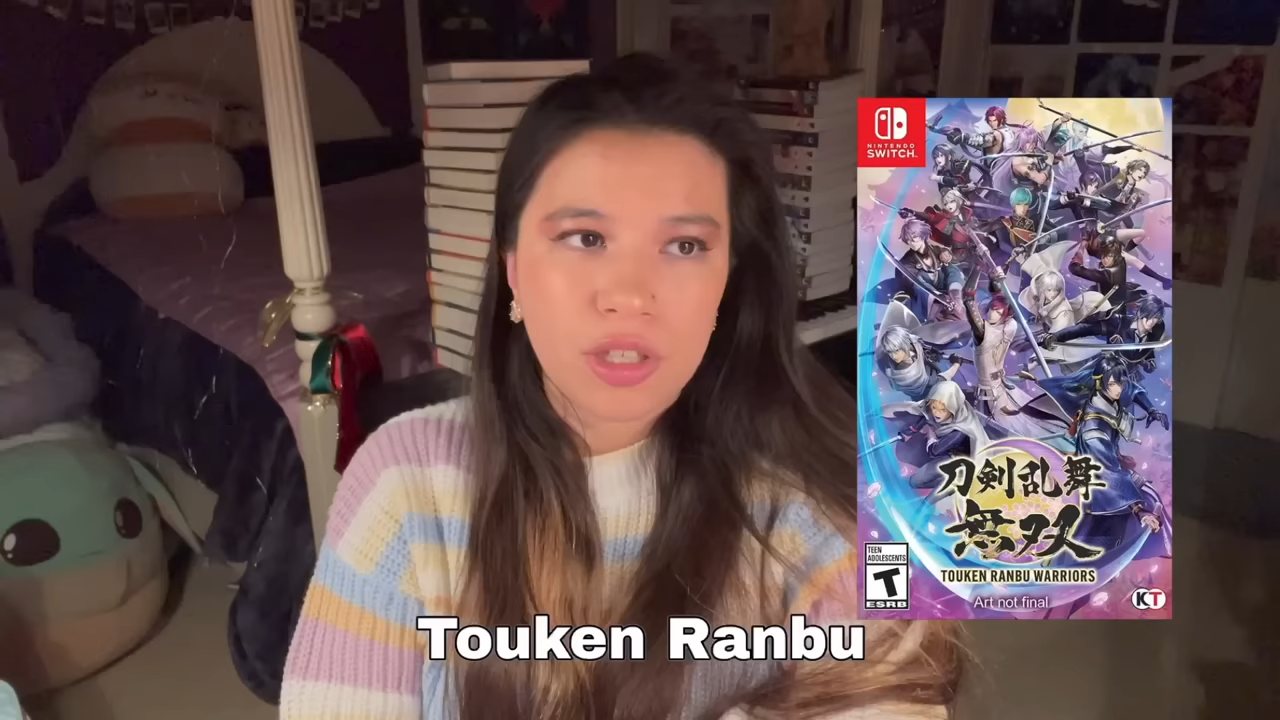 NINTENDO
SWITCH
刀剣乱舞
無双
TOUKEN RANBU WARRIORS
Art not final
TEEN
ADOLESCENTS
T
ESRB
KT
Touken Ranbu